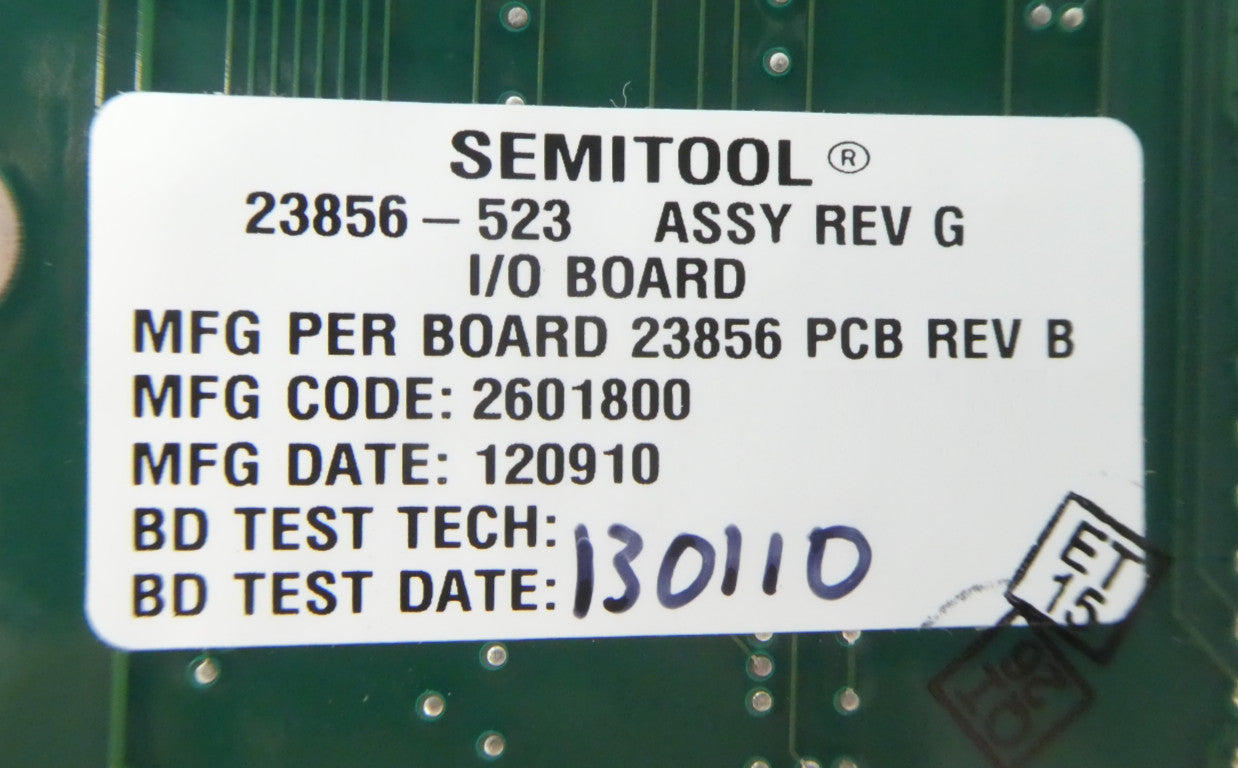 SEMITOOL®
23856 – 523 ASSY REV G
I/O BOARD
MFG PER BOARD 23856 PCB REV B
MFG CODE: 2601800
MFG DATE: 120910
BD TEST TECH:
BD TEST DATE: 130110
ET
15